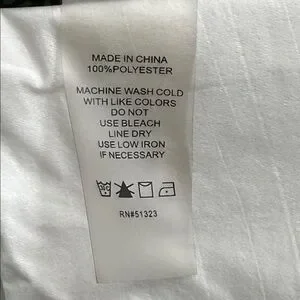 MADE IN CHINA
100%POLYESTER
MACHINE WASH COLD
WITH LIKE COLORS
DO NOT
USE BLEACH
LINE DRY
USE LOW IRON
IF NECESSARY
RN#51323